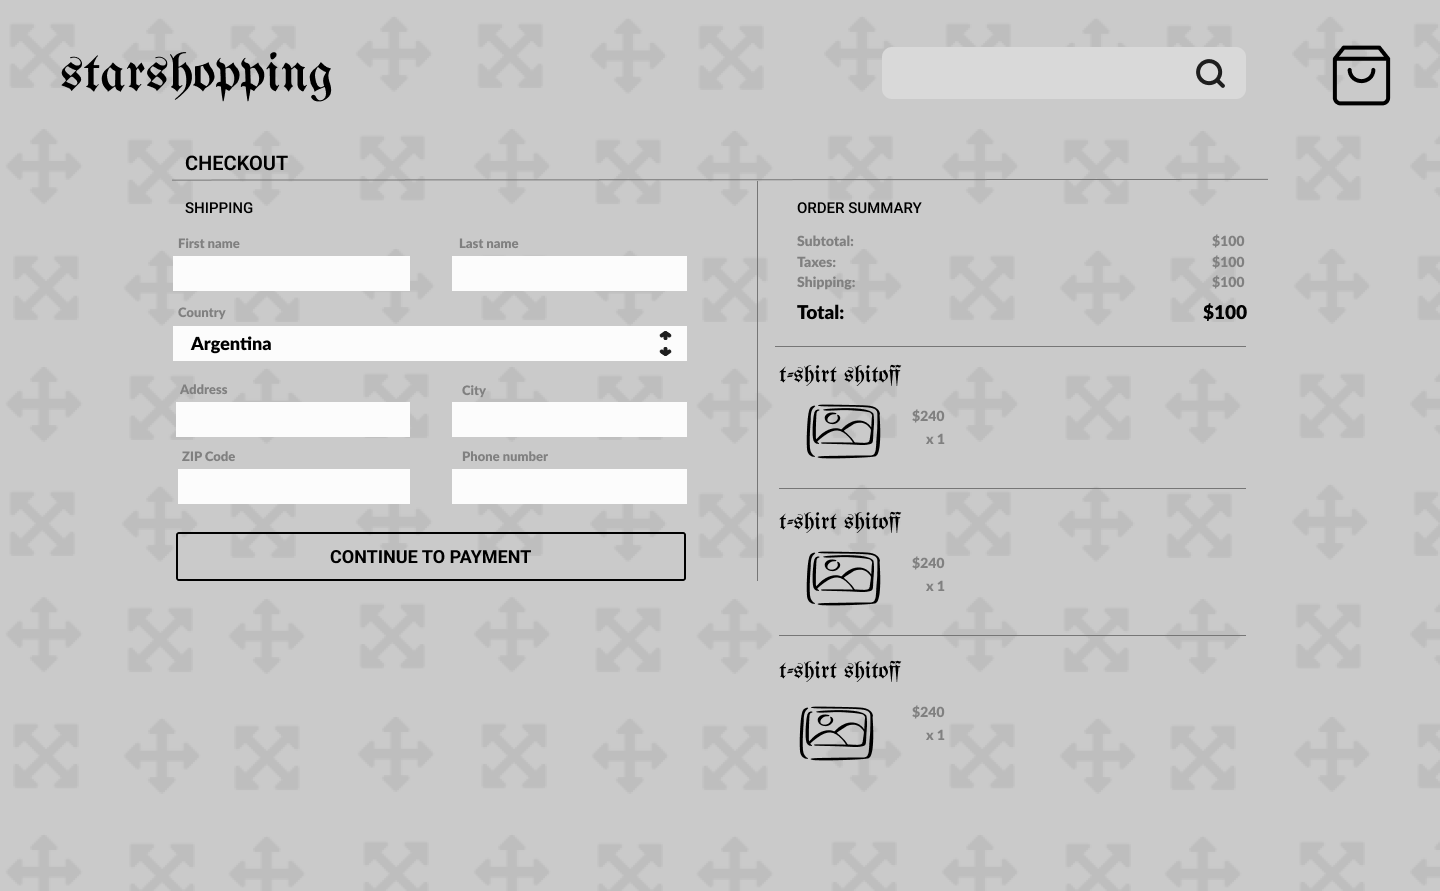 starshopping
CHECKOUT
SHIPPING
First name
Last name
Country
Argentina
Address
City
ZIP Code
Phone number
CONTINUE TO PAYMENT
ORDER SUMMARY
Subtotal: $100
Taxes: $100
Shipping: $100
Total: $100
t-shirt shitoff
$240
x 1
t-shirt shitoff
$240
x 1
t-shirt shitoff
$240
x 1